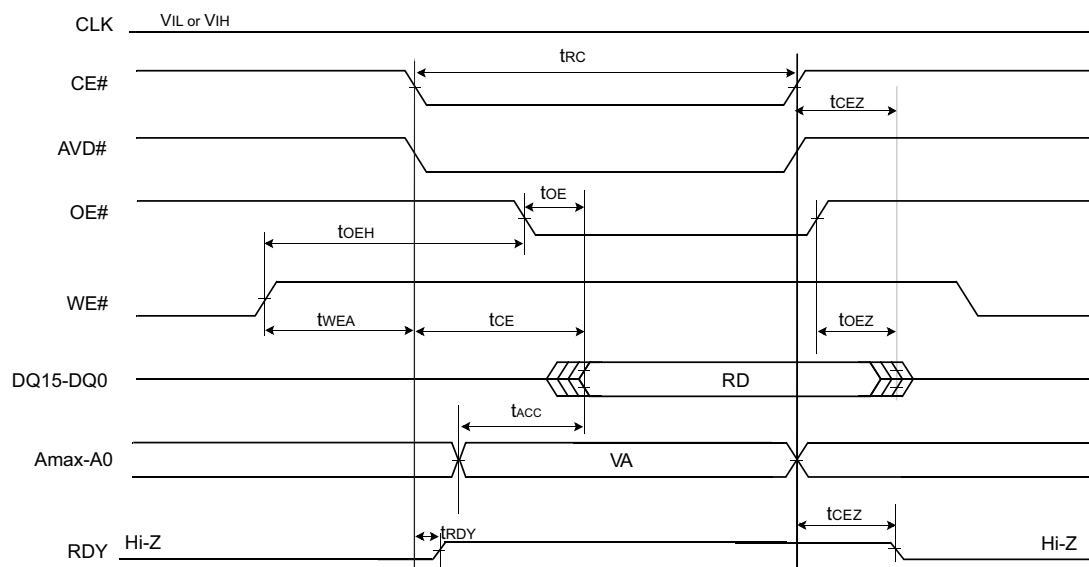 CLK VIL or VIH
tRC
CE#
tCEZ
AVD#
tOE
OE#
tOEH
WE#
tWEA tCE tOEZ
DQ15-DQ0 RD
tACC
Amax-A0 VA
tCEZ
tRDY
RDY Hi-Z Hi-Z